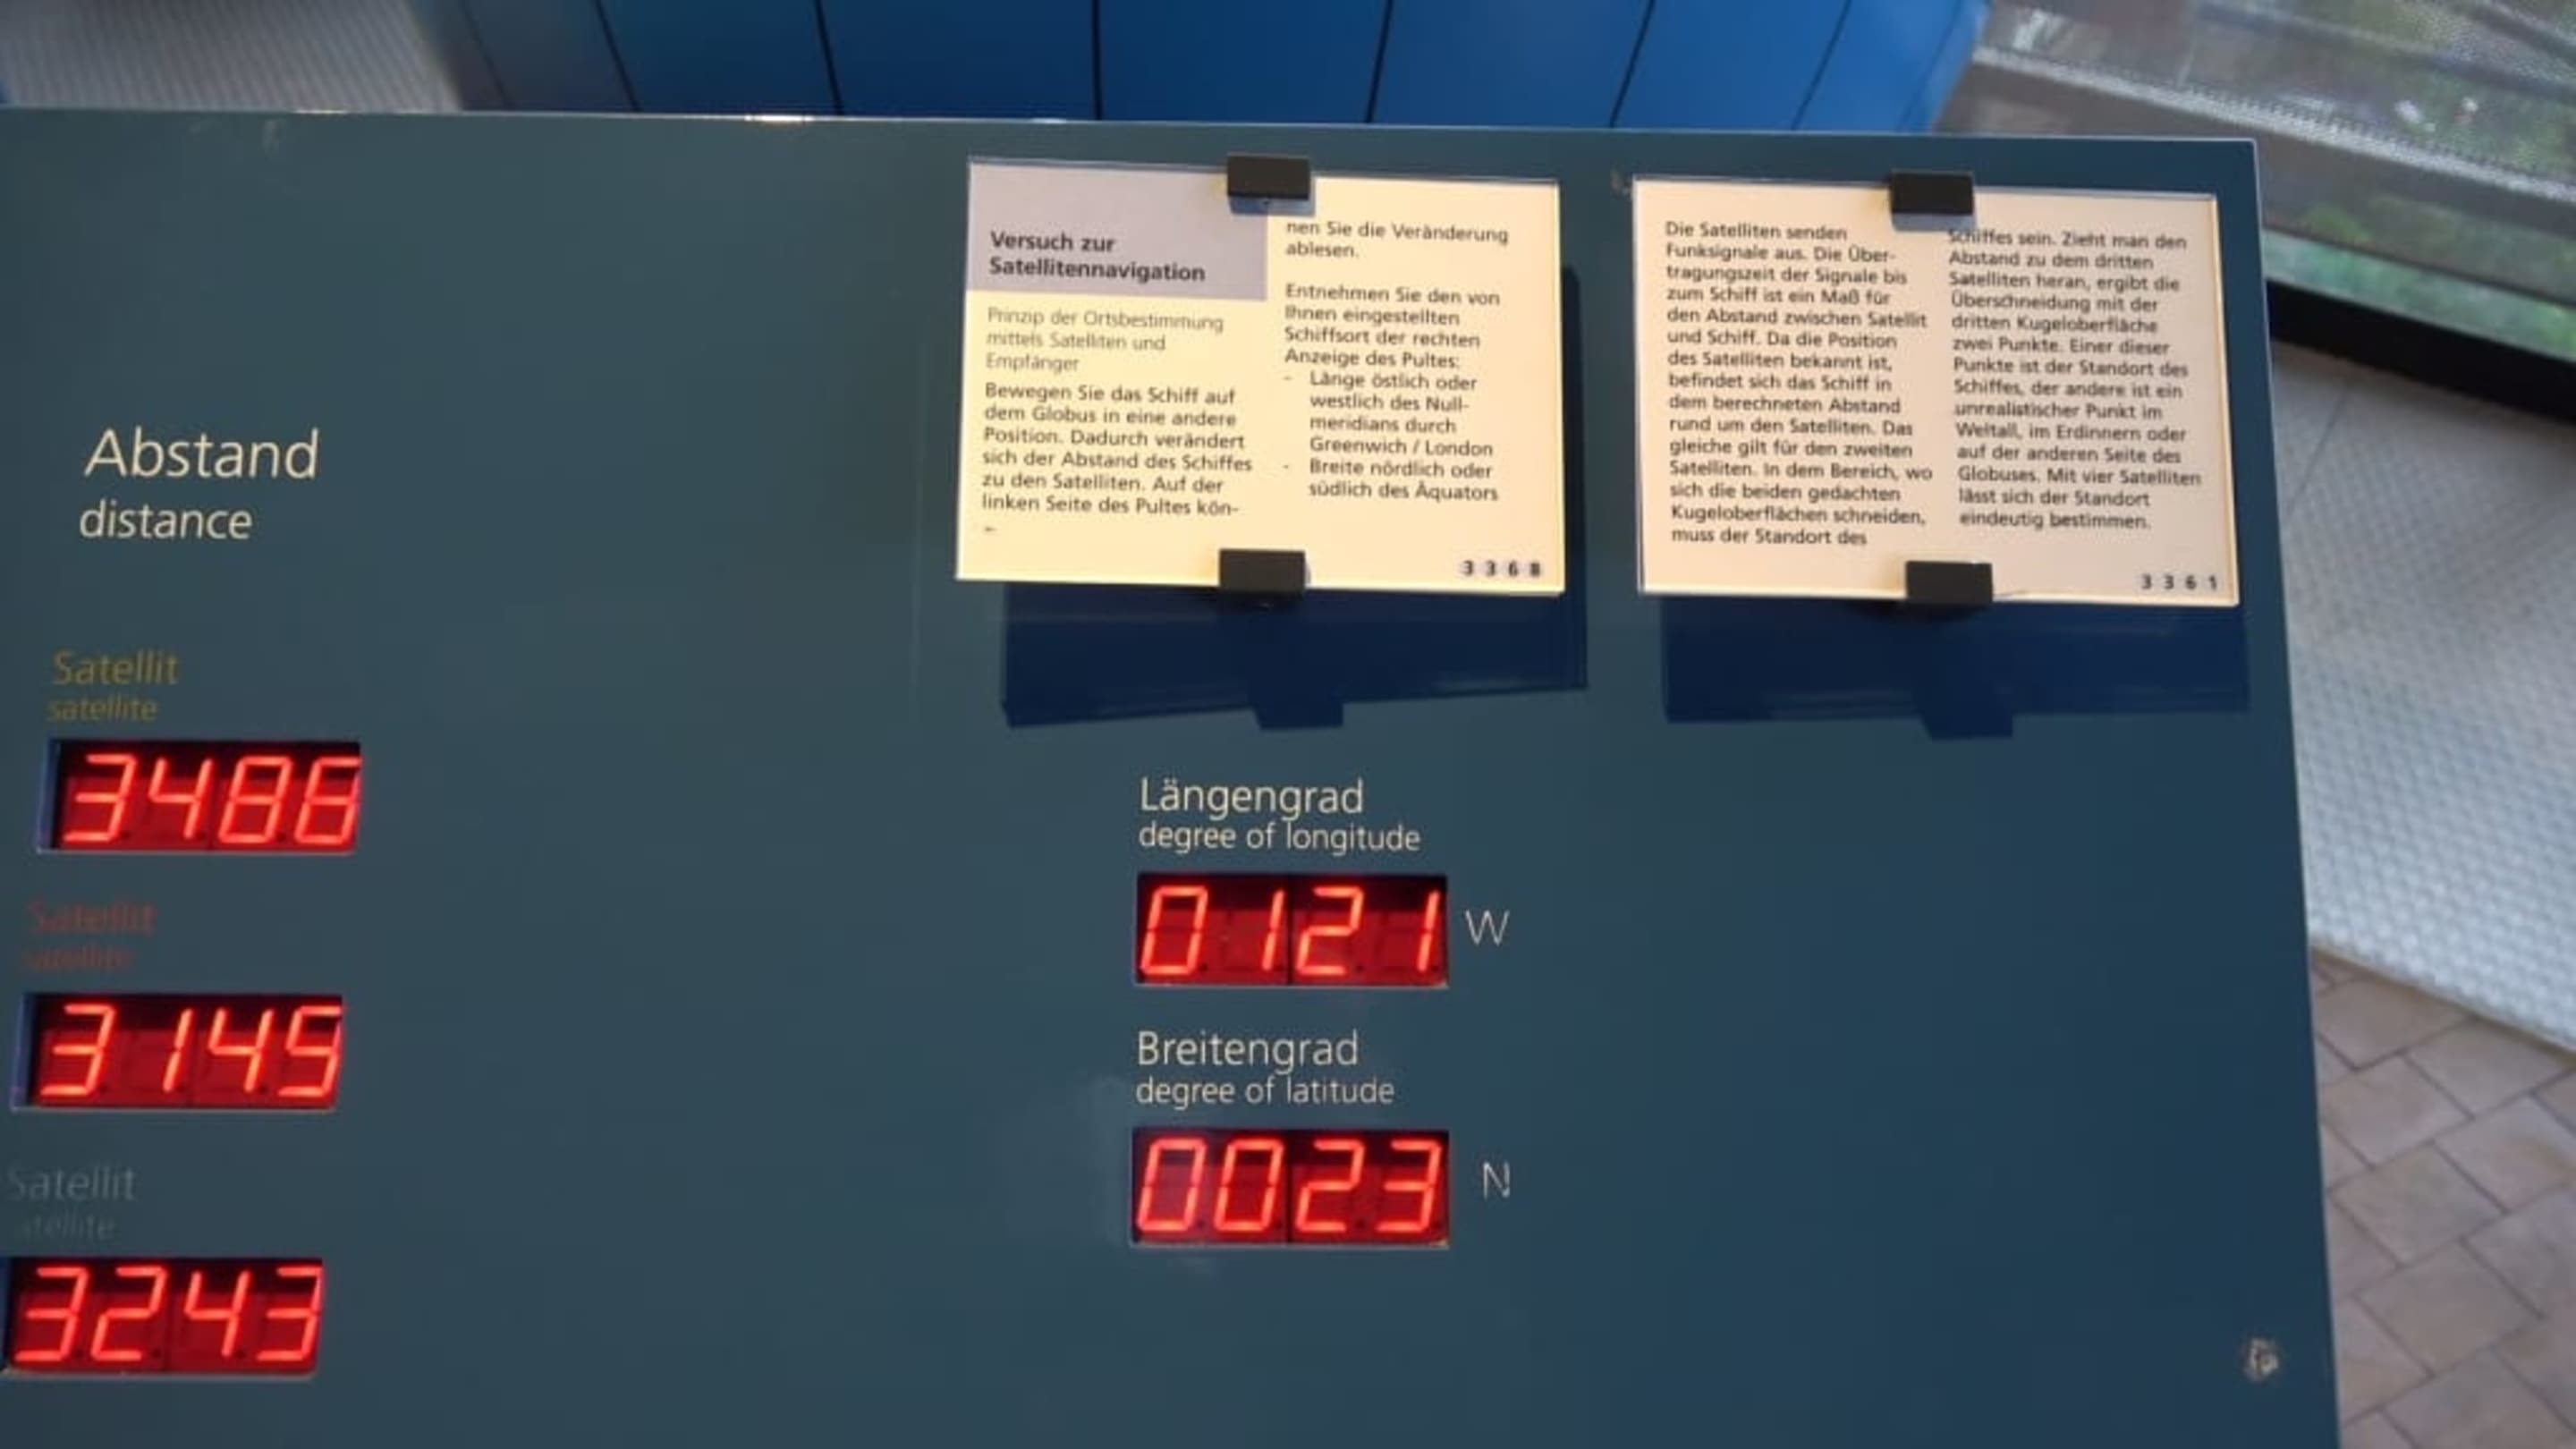 Abstand
distance
Satellit
satellite
3486
Satellit
satellite
3149
Satellit
atellite
3243
Versuch zur
Satellitennavigation
Prinzip der Ortsbestimmung
mittels Satelliten und
Empfänger
Bewegen Sie das Schiff auf
dem Globus in eine andere
Position. Dadurch verändert
sich der Abstand des Schiffes
zu den Satelliten. Auf der
linken Seite des Pultes kön-
nen Sie die Veränderung
ablesen.
Entnehmen Sie den von
Ihnen eingestellten
Schiffsort der rechten
Anzeige des Pultes:
- Länge östlich oder
westlich des Null-
meridians durch
Greenwich / London
- Breite nördlich oder
südlich des Äquators
3 3 6 8
Die Satelliten senden
Funksignale aus. Die Über-
tragungszeit der Signale bis
zum Schiff ist ein Maß für
den Abstand zwischen Satellit
und Schiff. Da die Position
des Satelliten bekannt ist,
befindet sich das Schiff in
dem berechneten Abstand
rund um den Satelliten. Das
gleiche gilt für den zweiten
Satelliten. In dem Bereich, wo
sich die beiden gedachten
Kugeloberflächen schneiden,
muss der Standort des
Schiffes sein. Zieht man den
Abstand zu dem dritten
Satelliten heran, ergibt die
Überschneidung mit der
dritten Kugeloberfläche
zwei Punkte. Einer dieser
Punkte ist der Standort des
Schiffes, der andere ist ein
unrealistischer Punkt im
Weltall, im Erdinnern oder
auf der anderen Seite des
Globuses. Mit vier Satelliten
lässt sich der Standort
eindeutig bestimmen.
3 3 6 1
Längengrad
degree of longitude
0121 W
Breitengrad
degree of latitude
0023 N